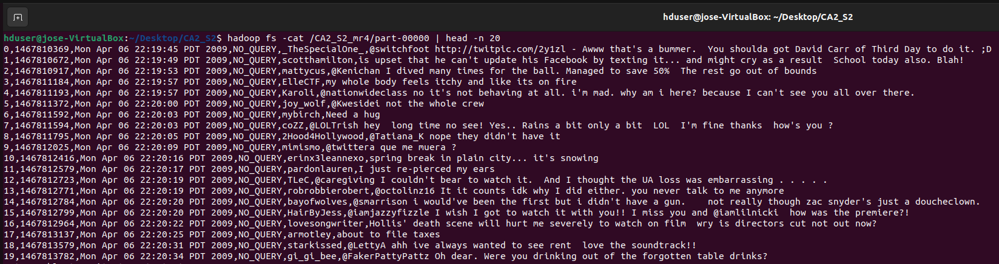 hduser@jose-VirtualBox: ~/Desktop/CA2_S2
hduser@jose-VirtualBox:~/Desktop/CA2_S2$ hadoop fs -cat /CA2_S2_mr4/part-00000 | head -n 20
0,1467810369,Mon Apr 06 22:19:45 PDT 2009,NO_QUERY,_TheSpecialOne_,@switchfoot http://twitpic.com/2y1zl - Awww that's a bummer.  You shoulda got David Carr of Third Day to do it. ;D
1,1467810672,Mon Apr 06 22:19:49 PDT 2009,NO_QUERY,scotthamilton,is upset that he can't update his Facebook by texting it... and might cry as a result  School today also. Blah!
2,1467810917,Mon Apr 06 22:19:53 PDT 2009,NO_QUERY,mattycus,@Kenichan I dived many times for the ball. Managed to save 50%  The rest go out of bounds
3,1467811184,Mon Apr 06 22:19:57 PDT 2009,NO_QUERY,ElleCTF,my whole body feels itchy and like its on fire
4,1467811193,Mon Apr 06 22:19:57 PDT 2009,NO_QUERY,Karoli,@nationwideclass no it's not behaving at all. i'm mad. why am i here? because I can't see you all over there.
5,1467811372,Mon Apr 06 22:20:00 PDT 2009,NO_QUERY,joy_wolf,@Kwesidei not the whole crew
6,1467811592,Mon Apr 06 22:20:03 PDT 2009,NO_QUERY,mybirch,Need a hug
7,1467811594,Mon Apr 06 22:20:03 PDT 2009,NO_QUERY,coZZ,@LOLTrish hey  long time no see! Yes.. Rains a bit only a bit  LOL  I'm fine thanks  how's you ?
8,1467811795,Mon Apr 06 22:20:05 PDT 2009,NO_QUERY,2Hood4Hollywood,@Tatiana_K nope they didn't have it
9,1467812025,Mon Apr 06 22:20:09 PDT 2009,NO_QUERY,mimismo,@twittera que me muera ?
10,1467812416,Mon Apr 06 22:20:16 PDT 2009,NO_QUERY,erinx3leannexo,spring break in plain city... it's snowing
11,1467812579,Mon Apr 06 22:20:17 PDT 2009,NO_QUERY,pardonlauren,I just re-pierced my ears
12,1467812723,Mon Apr 06 22:20:19 PDT 2009,NO_QUERY,TLeC,@caregiving I couldn't bear to watch it.  And I thought the UA loss was embarrassing . . . . .
13,1467812771,Mon Apr 06 22:20:19 PDT 2009,NO_QUERY,robrobbierobert,@octolinz16 It it counts idk why I did either. you never talk to me anymore
14,1467812784,Mon Apr 06 22:20:20 PDT 2009,NO_QUERY,bayofwolves,@smarrison i would've been the first but i didn't have a gun.    not really though zac snyder's just a doucheclown.
15,1467812799,Mon Apr 06 22:20:20 PDT 2009,NO_QUERY,HairByJess,@iamjazzyfizzle I wish I got to watch it with you!! I miss you and @iamlilnicki  how was the premiere?!
16,1467812964,Mon Apr 06 22:20:22 PDT 2009,NO_QUERY,lovesongwriter,Hollis' death scene will hurt me severely to watch on film  wry is directors cut not out now?
17,1467813137,Mon Apr 06 22:20:25 PDT 2009,NO_QUERY,armotley,about to file taxes
18,1467813579,Mon Apr 06 22:20:31 PDT 2009,NO_QUERY,starkissed,@LettyA ahh ive always wanted to see rent  love the soundtrack!!
19,1467813782,Mon Apr 06 22:20:34 PDT 2009,NO_QUERY,gi_gi_bee,@FakerPattyPattz Oh dear. Were you drinking out of the forgotten table drinks?